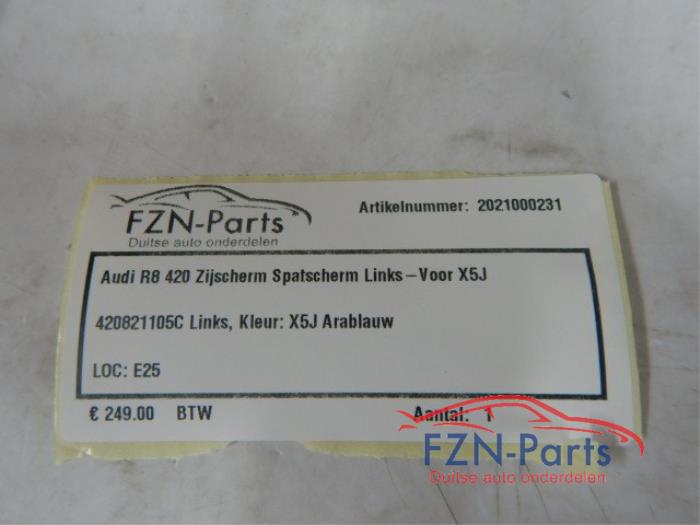 FZN-Parts
Duitse auto onderdelen
Artikelnummer: 2021000231
Audi R8 420 Zijscherm Spatscherm Links – Voor X5J
420821105C Links, Kleur: X5J Arablauw
LOC: E25
€ 249.00 BTW
Aantal: 1
FZN-Parts
Duitse auto onderdelen